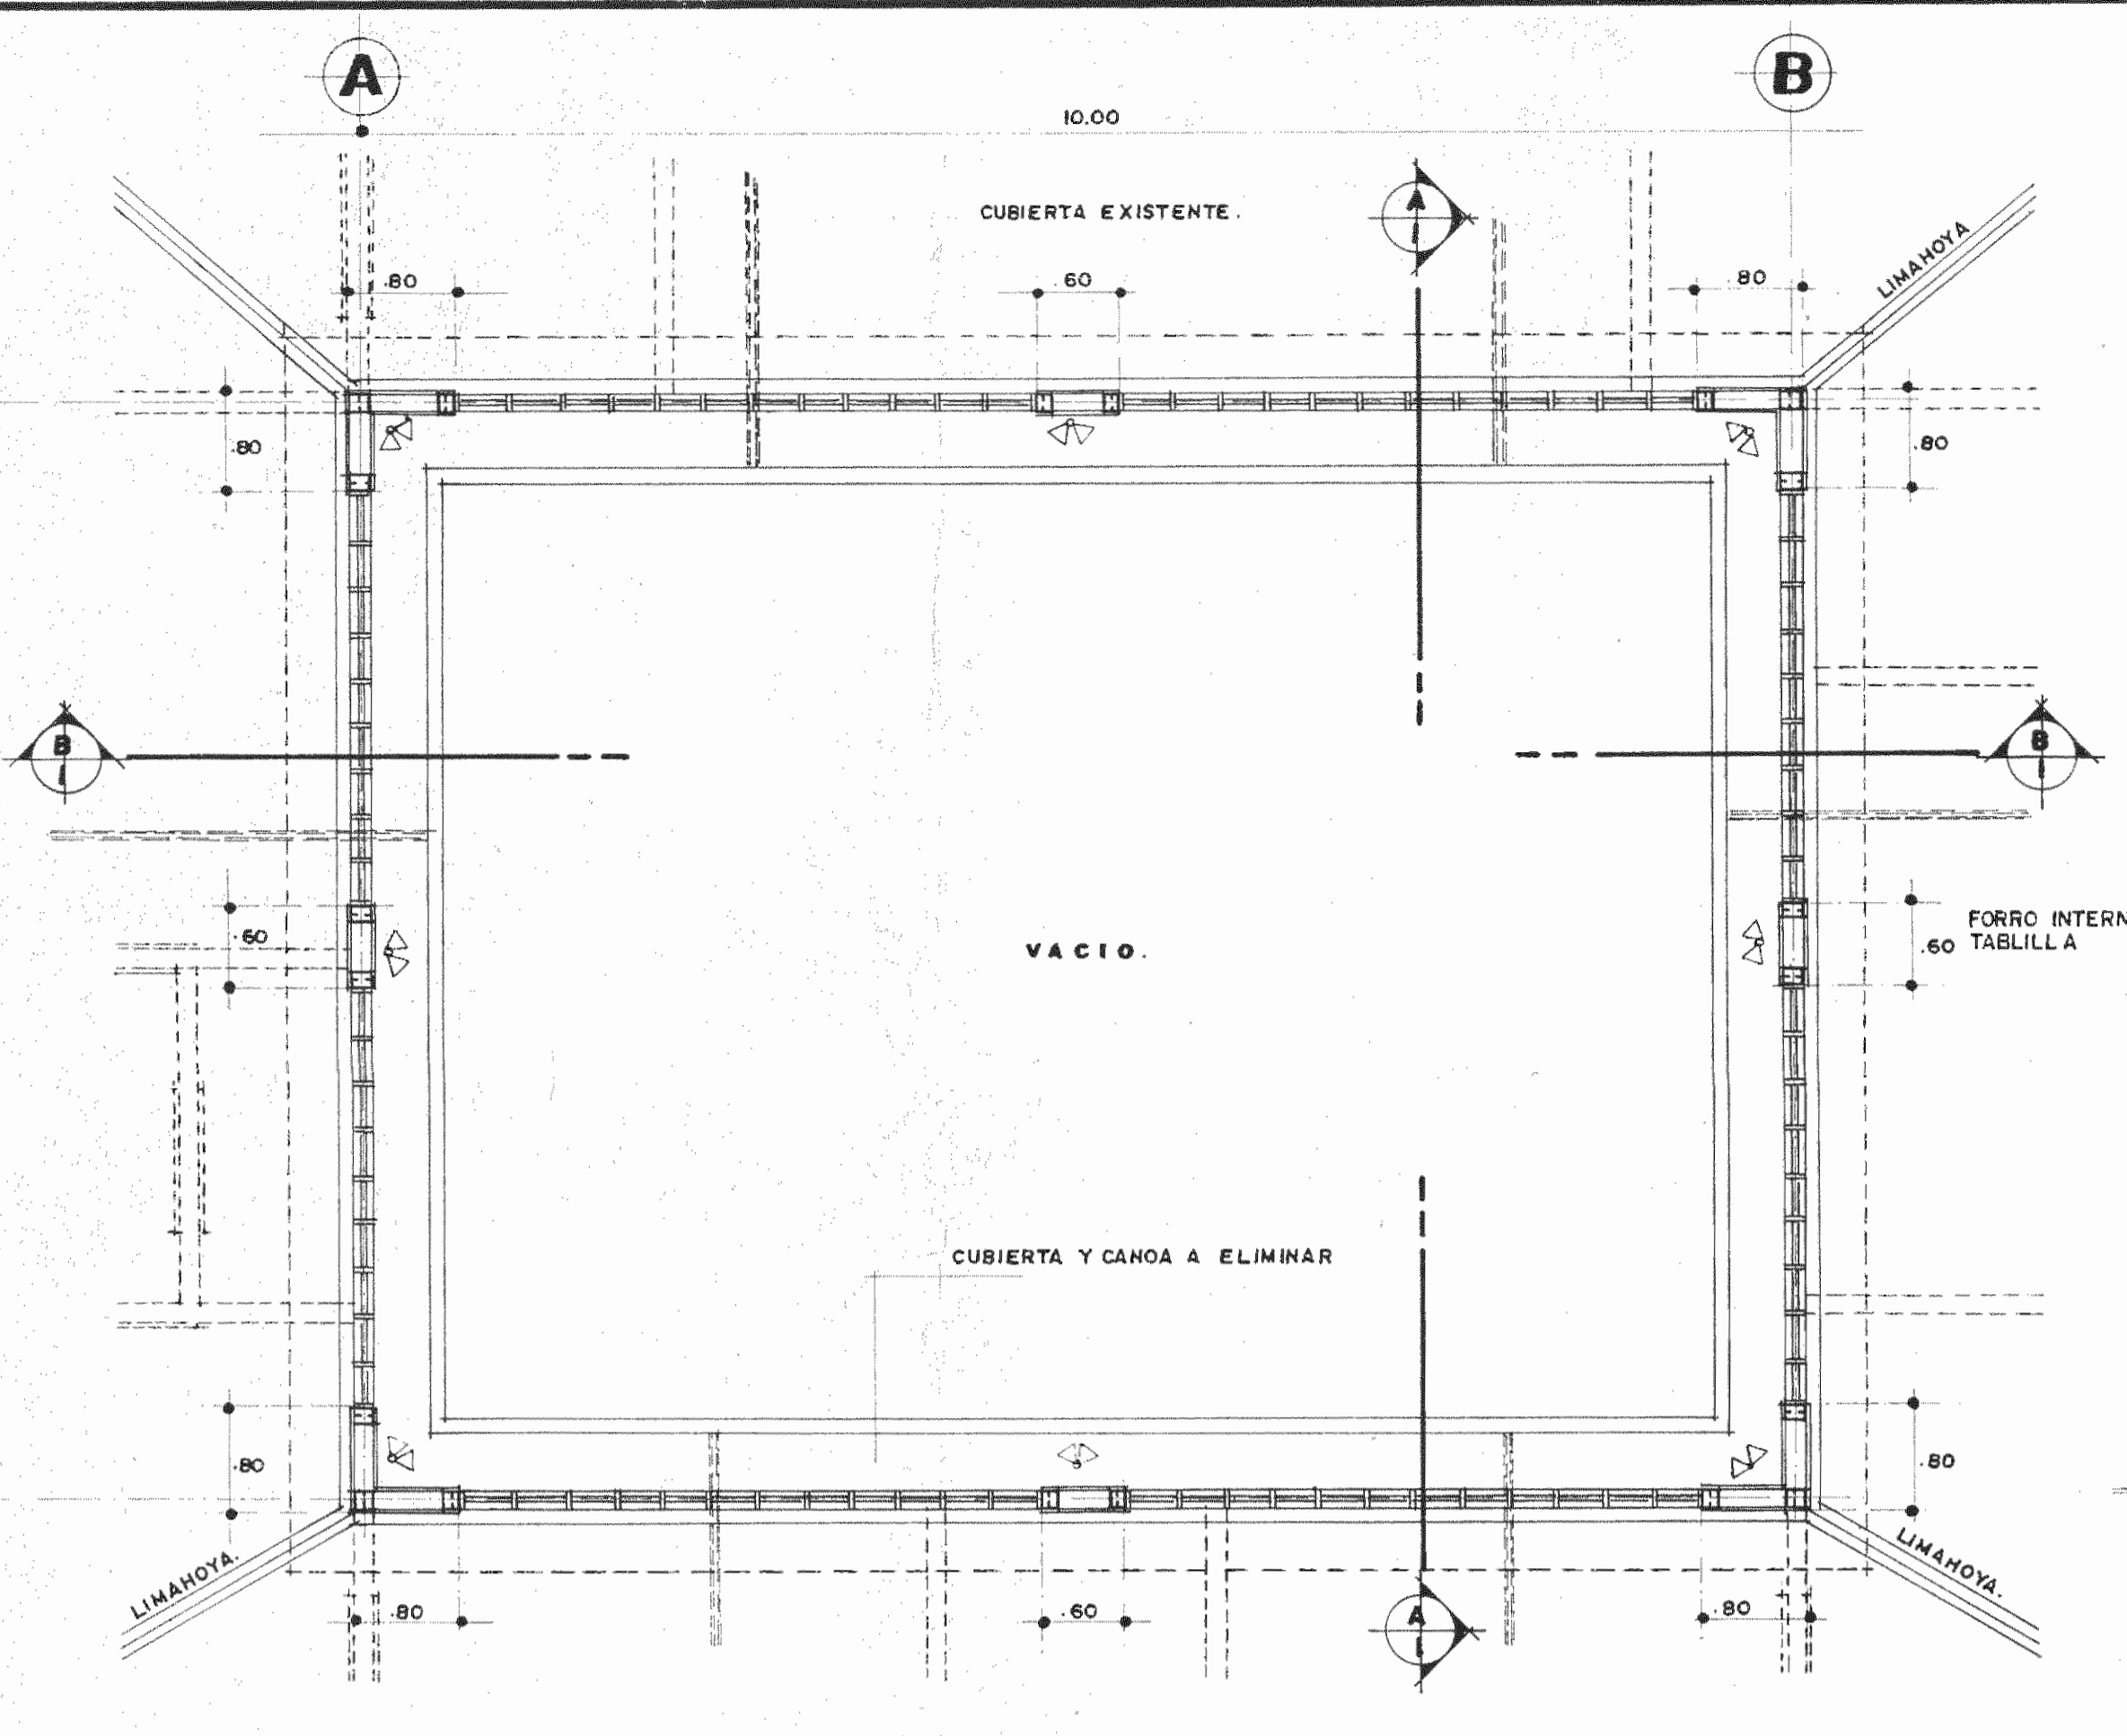 A
B
10.00
CUBIERTA EXISTENTE.
A
I
LIMAHOYA
.80
.60
.80
.80
.80
B
I
B
I
.60
VACIO.
FORRO INTERN
.60 TABLILLA
CUBIERTA Y CANOA A ELIMINAR
.80
.80
LIMAHOYA.
LIMAHOYA.
.80
.60
A
I
.80